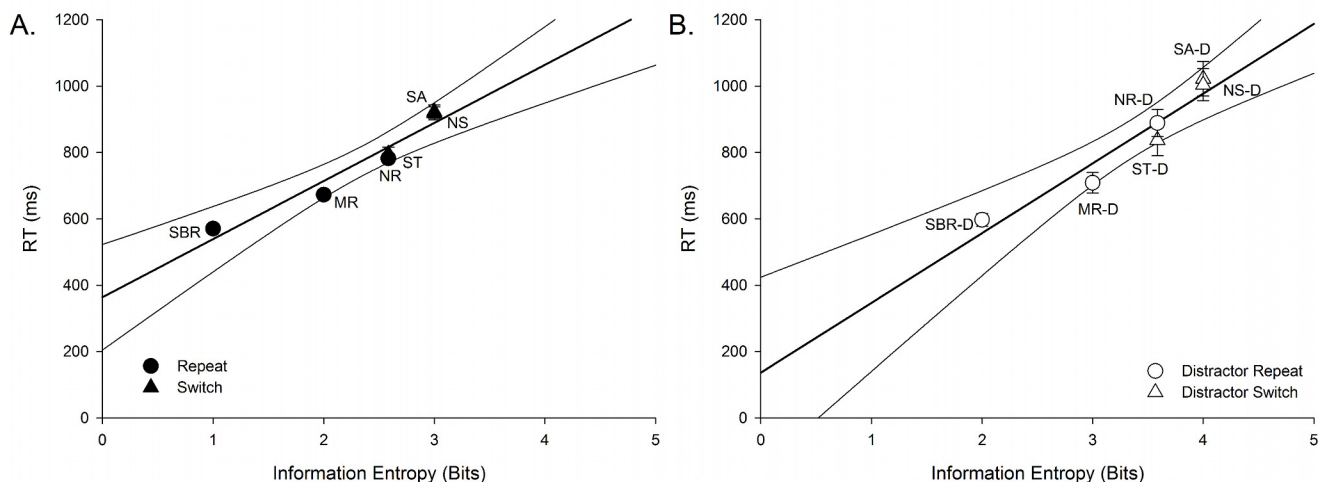 A.
1200
1000
800
600
400
200
0
RT (ms)
SA
NS
ST
NR
MR
SBR
Repeat
Switch
0 1 2 3 4 5
Information Entropy (Bits)
B.
1200
1000
800
600
400
200
0
RT (ms)
SA-D
NS-D
NR-D
ST-D
MR-D
SBR-D
Distractor Repeat
Distractor Switch
0 1 2 3 4 5
Information Entropy (Bits)